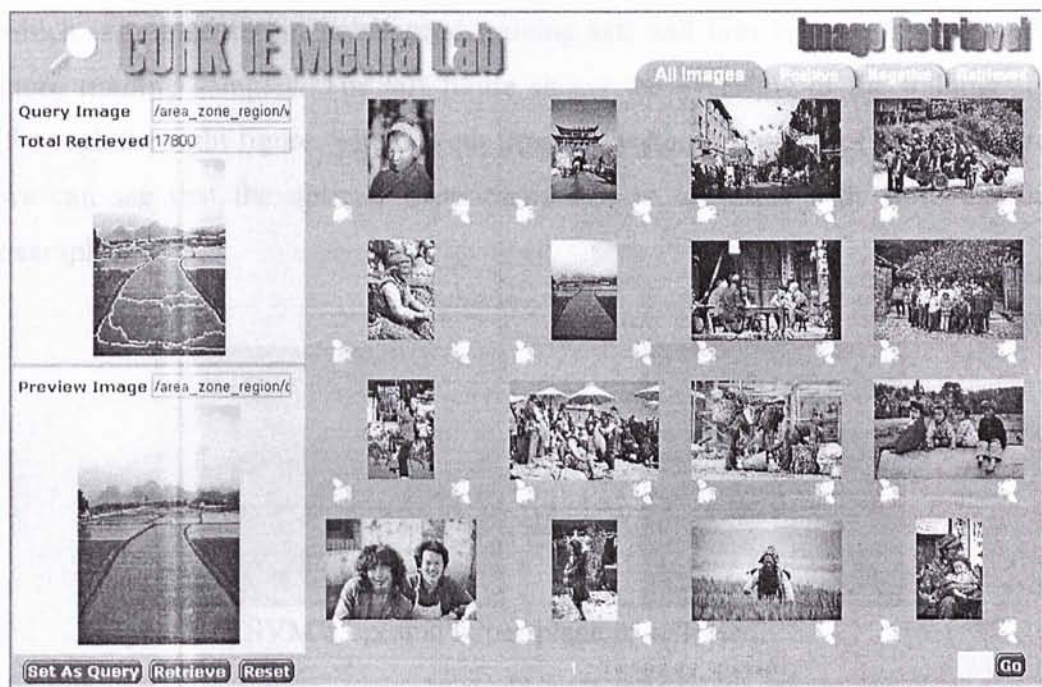 CUHK IE Media Lab
Image Retrieval
All Images Positive Negative Retrieved
Query Image /area_zone_region/
Total Retrieved 17800
Preview Image /area_zone_region/
Set As Query Retrieve Reset
Go